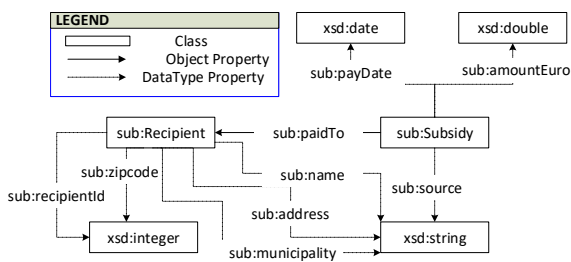 LEGEND
Class
Object Property
DataType Property
xsd:date
xsd:double
sub:payDate
sub:amountEuro
sub:Recipient
sub:paidTo
sub:Subsidy
sub:zipcode
sub:name
sub:recipientId
sub:source
sub:address
xsd:integer
xsd:string
sub:municipality